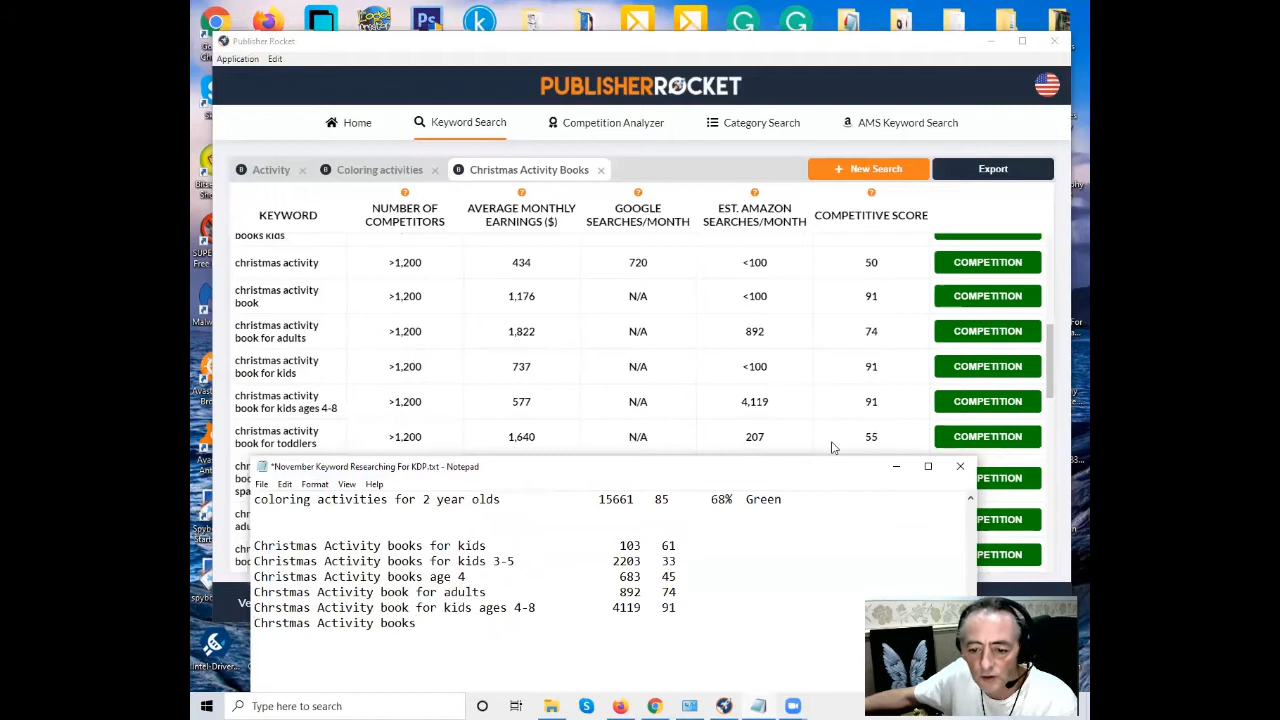 Publisher Rocket
Application Edit
PUBLISHERROCKET
Home Keyword Search Competition Analyzer Category Search AMS Keyword Search
Activity Coloring activities Christmas Activity Books New Search Export
KEYWORD NUMBER OF COMPETITORS AVERAGE MONTHLY EARNINGS ($) GOOGLE SEARCHES/MONTH EST. AMAZON SEARCHES/MONTH COMPETITIVE SCORE
books kids
christmas activity >1,200 434 720 <100 50 COMPETITION
christmas activity book >1,200 1,176 N/A <100 91 COMPETITION
christmas activity book for adults >1,200 1,822 N/A 892 74 COMPETITION
christmas activity book for kids >1,200 737 N/A <100 91 COMPETITION
christmas activity book for kids ages 4-8 >1,200 577 N/A 4,119 91 COMPETITION
christmas activity book for toddlers >1,200 1,640 N/A 207 55 COMPETITION
*November Keyword Researching For KDP.txt - Notepad
File Edit Format View Help
coloring activities for 2 year olds 15661 85 68% Green
Christmas Activity books for kids 103 61
Christmas Activity books for kids 3-5 2203 33
Christmas Activity books age 4 683 45
Chrstmas Activity book for adults 892 74
Chrstmas Activity book for kids ages 4-8 4119 91
Chrstmas Activity books
Type here to search